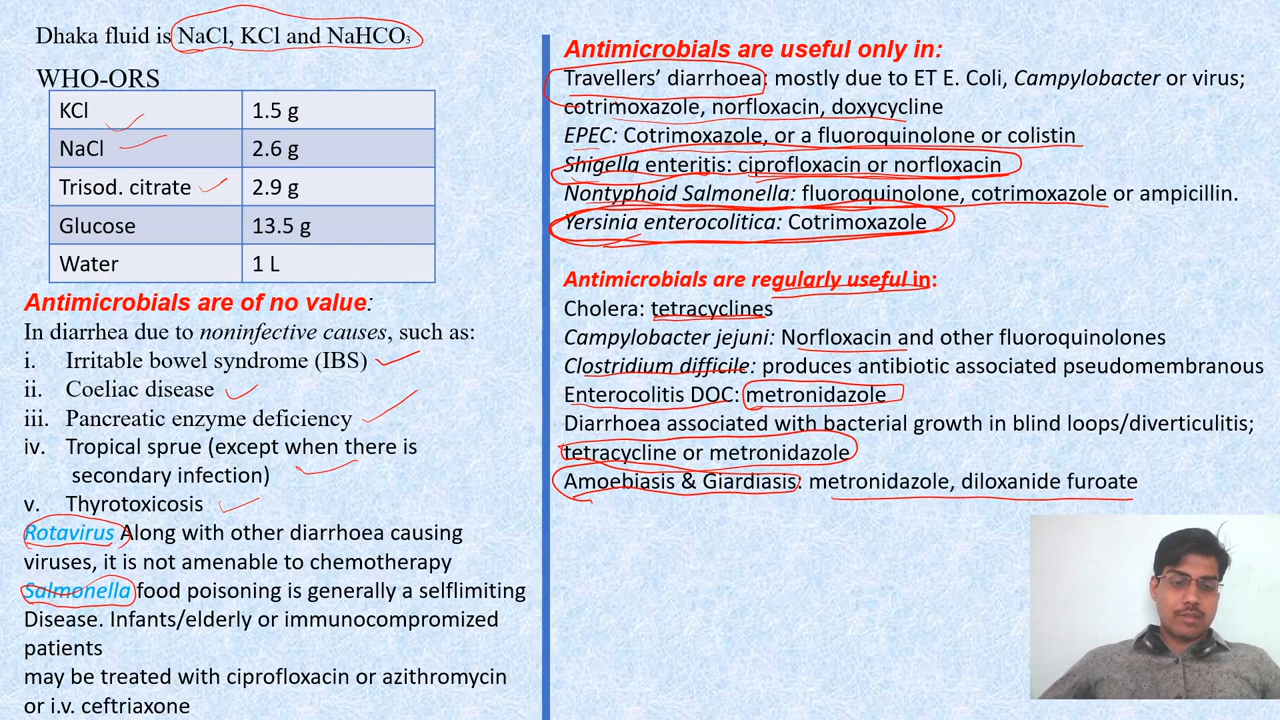 Dhaka fluid is NaCl, KCl and NaHCO₃
WHO-ORS
KCl 1.5 g
NaCl 2.6 g
Trisod. citrate 2.9 g
Glucose 13.5 g
Water 1 L
Antimicrobials are of no value:
In diarrhea due to noninfective causes, such as:
i. Irritable bowel syndrome (IBS)
ii. Coeliac disease
iii. Pancreatic enzyme deficiency
iv. Tropical sprue (except when there is
secondary infection)
v. Thyrotoxicosis
Rotavirus Along with other diarrhoea causing
viruses, it is not amenable to chemotherapy
Salmonella food poisoning is generally a selflimiting
Disease. Infants/elderly or immunocompromized
patients
may be treated with ciprofloxacin or azithromycin
or i.v. ceftriaxone
Antimicrobials are useful only in:
Travellers’ diarrhoea: mostly due to ET E. Coli, Campylobacter or virus;
cotrimoxazole, norfloxacin, doxycycline
EPEC: Cotrimoxazole, or a fluoroquinolone or colistin
Shigella enteritis: ciprofloxacin or norfloxacin
Nontyphoid Salmonella: fluoroquinolone, cotrimoxazole or ampicillin.
Yersinia enterocolitica: Cotrimoxazole
Antimicrobials are regularly useful in:
Cholera: tetracyclines
Campylobacter jejuni: Norfloxacin and other fluoroquinolones
Clostridium difficile: produces antibiotic associated pseudomembranous
Enterocolitis DOC: metronidazole
Diarrhoea associated with bacterial growth in blind loops/diverticulitis;
tetracycline or metronidazole
Amoebiasis & Giardiasis: metronidazole, diloxanide furoate